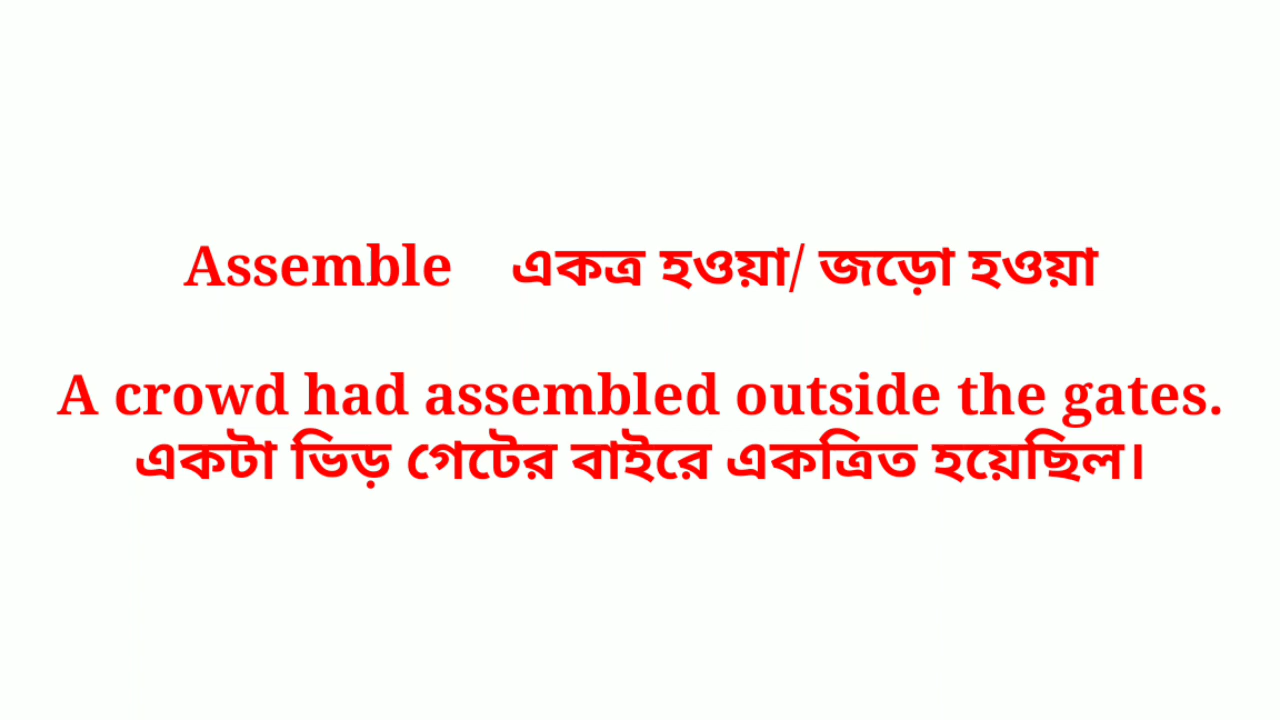 Assemble একত্র হওয়া/ জড়ো হওয়া
A crowd had assembled outside the gates.
একটা ভিড় গেটের বাইরে একত্রিত হয়েছিল।